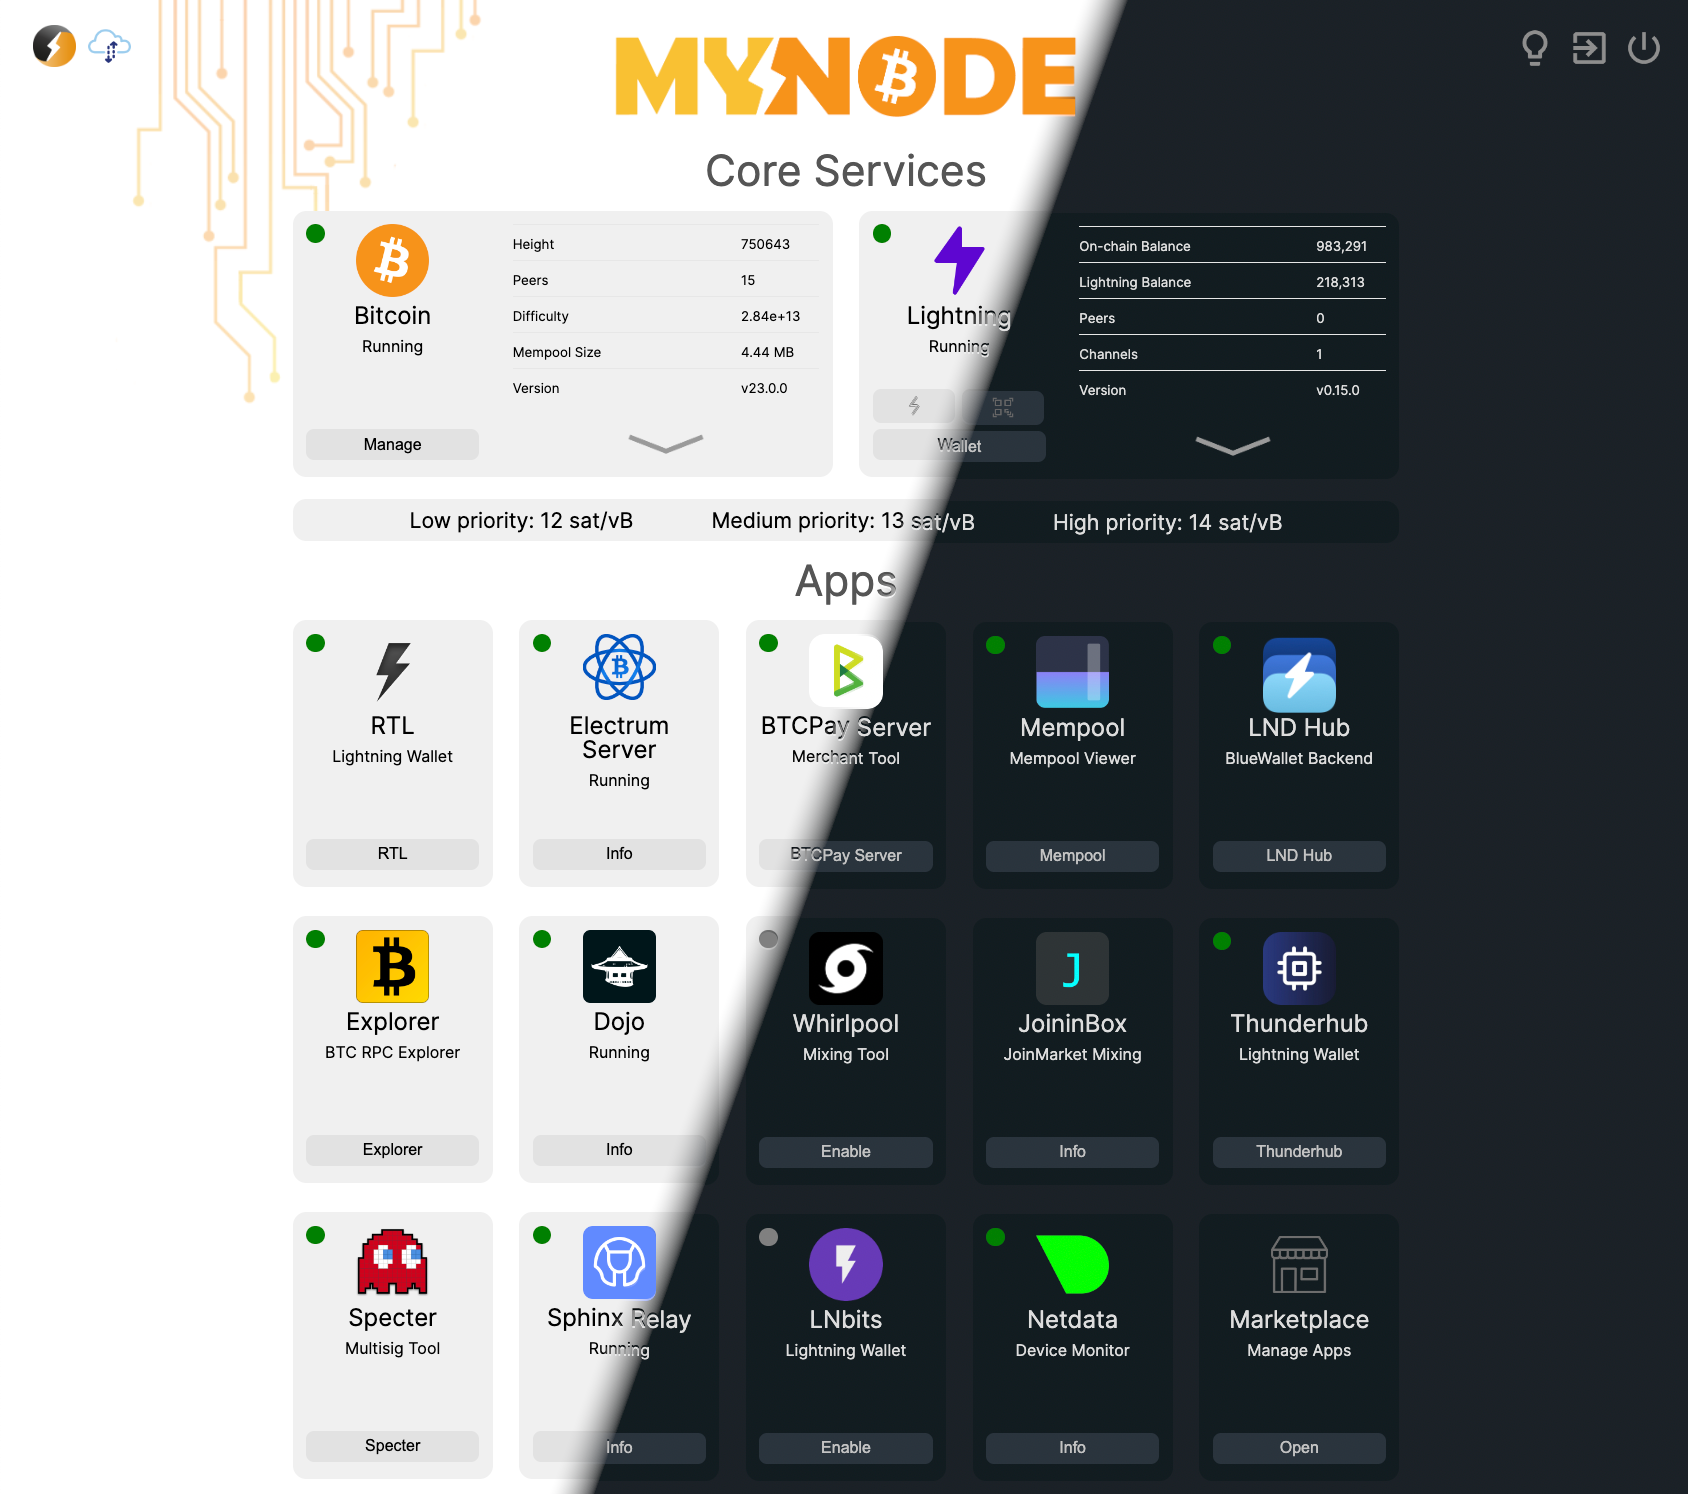 MYNODE
Core Services
Bitcoin
Running
Height 750643
Peers 15
Difficulty 2.84e+13
Mempool Size 4.44 MB
Version v23.0.0
Manage
Lightning
Running
On-chain Balance 983,291
Lightning Balance 218,313
Peers 0
Channels 1
Version v0.15.0
Wallet
Low priority: 12 sat/vB Medium priority: 13 sat/vB High priority: 14 sat/vB
Apps
RTL
Lightning Wallet
RTL
Electrum
Server
Running
Info
BTCPay Server
Merchant Tool
BTCPay Server
Mempool
Mempool Viewer
Mempool
LND Hub
BlueWallet Backend
LND Hub
Explorer
BTC RPC Explorer
Explorer
Dojo
Running
Info
Whirlpool
Mixing Tool
Enable
J
JoininBox
JoinMarket Mixing
Info
Thunderhub
Lightning Wallet
Thunderhub
Specter
Multisig Tool
Specter
Sphinx Relay
Running
Info
LNbits
Lightning Wallet
Enable
Netdata
Device Monitor
Info
Marketplace
Manage Apps
Open